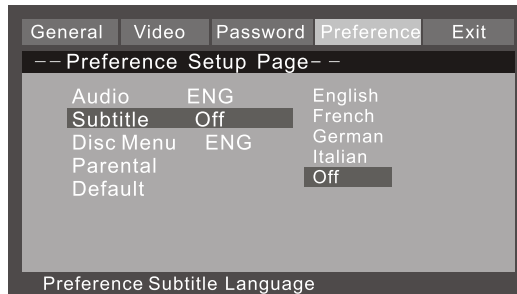 General Video Password Preference Exit
-- Preference Setup Page--
Audio ENG
Subtitle Off
Disc Menu ENG
Parental
Default
English
French
German
Italian
Off
Preference Subtitle Language